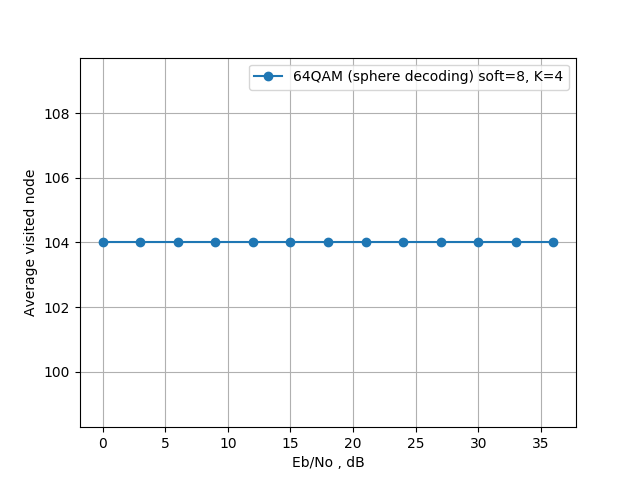 64QAM (sphere decoding) soft=8, K=4
108
106
104
102
100
Average visited node
0 5 10 15 20 25 30 35
Eb/No , dB